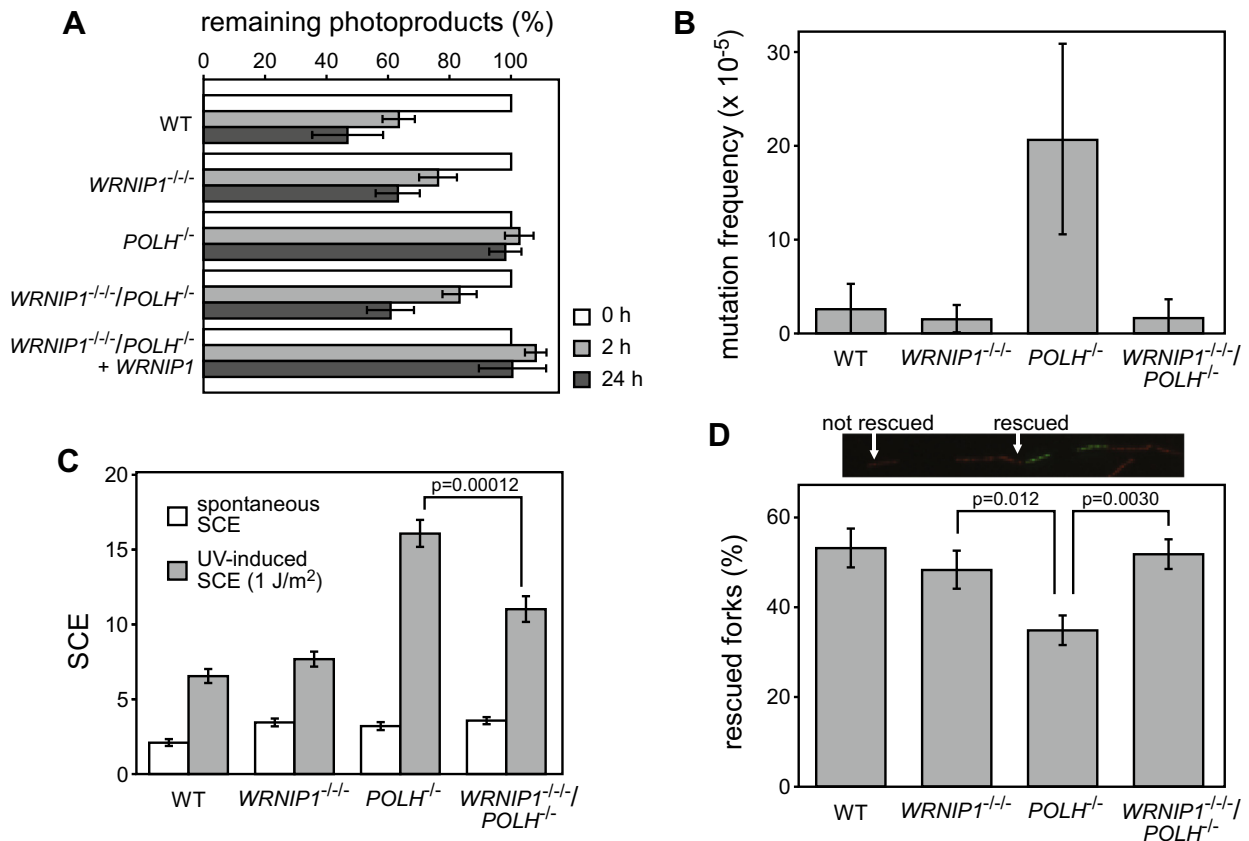 A
remaining photoproducts (%)
0 20 40 60 80 100
WT
WRNIP1-/-/-
POLH-/-
WRNIP1-/-/-/POLH-/-
WRNIP1-/-/-/POLH-/-
+ WRNIP1
0 h
2 h
24 h
B
mutation frequency (x 10-5)
30
20
10
0
WT
WRNIP1-/-/-
POLH-/-
WRNIP1-/-/-/
POLH-/-
C
SCE
20
15
10
5
0
spontaneous
SCE
UV-induced
SCE (1 J/m2)
p=0.00012
WT
WRNIP1-/-/-
POLH-/-
WRNIP1-/-/-/
POLH-/-
D
not rescued
rescued
rescued forks (%)
60
40
20
0
p=0.012
p=0.0030
WT
WRNIP1-/-/-
POLH-/-
WRNIP1-/-/-/
POLH-/-